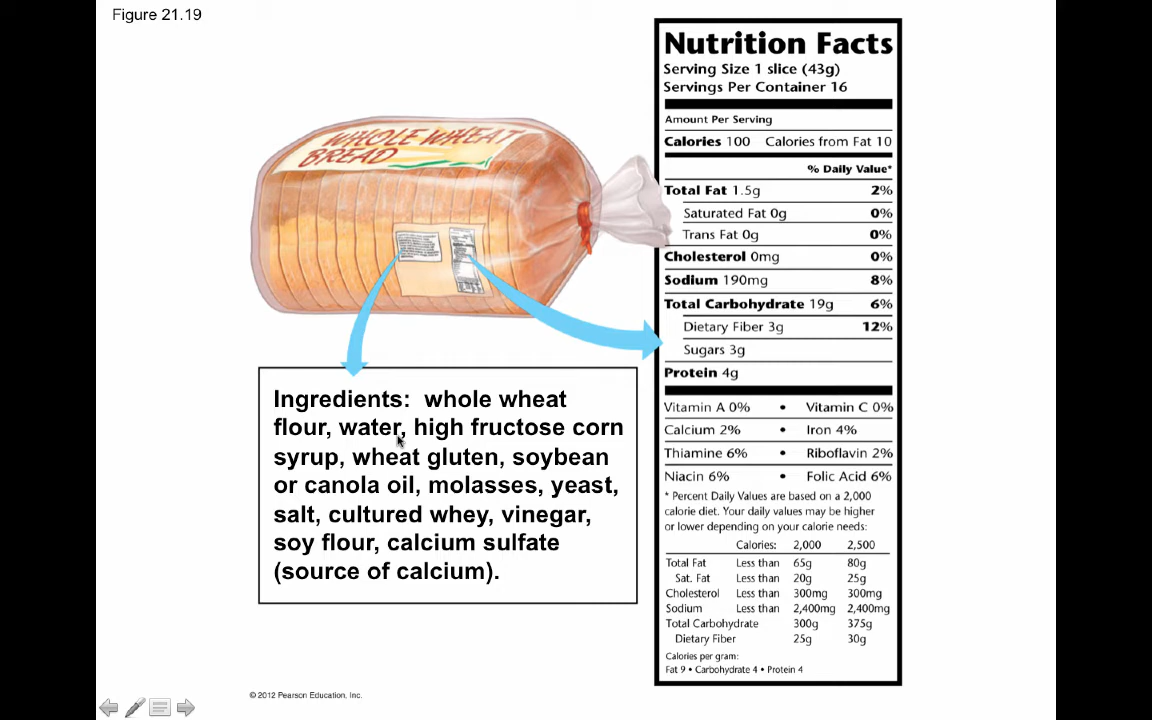 Figure 21.19
WHOLE WHEAT
BREAD
Ingredients:  whole wheat
flour, water, high fructose corn
syrup, wheat gluten, soybean
or canola oil, molasses, yeast,
salt, cultured whey, vinegar,
soy flour, calcium sulfate
(source of calcium).
Nutrition Facts
Serving Size 1 slice (43g)
Servings Per Container 16
Amount Per Serving
Calories 100 Calories from Fat 10
% Daily Value*
Total Fat 1.5g 2%
Saturated Fat 0g 0%
Trans Fat 0g 0%
Cholesterol 0mg 0%
Sodium 190mg 8%
Total Carbohydrate 19g 6%
Dietary Fiber 3g 12%
Sugars 3g
Protein 4g
Vitamin A 0% • Vitamin C 0%
Calcium 2% • Iron 4%
Thiamine 6% • Riboflavin 2%
Niacin 6% • Folic Acid 6%
* Percent Daily Values are based on a 2,000
calorie diet. Your daily values may be higher
or lower depending on your calorie needs:
Calories: 2,000 2,500
Total Fat Less than 65g 80g
Sat. Fat Less than 20g 25g
Cholesterol Less than 300mg 300mg
Sodium Less than 2,400mg 2,400mg
Total Carbohydrate 300g 375g
Dietary Fiber 25g 30g
Calories per gram:
Fat 9 • Carbohydrate 4 • Protein 4
© 2012 Pearson Education, Inc.